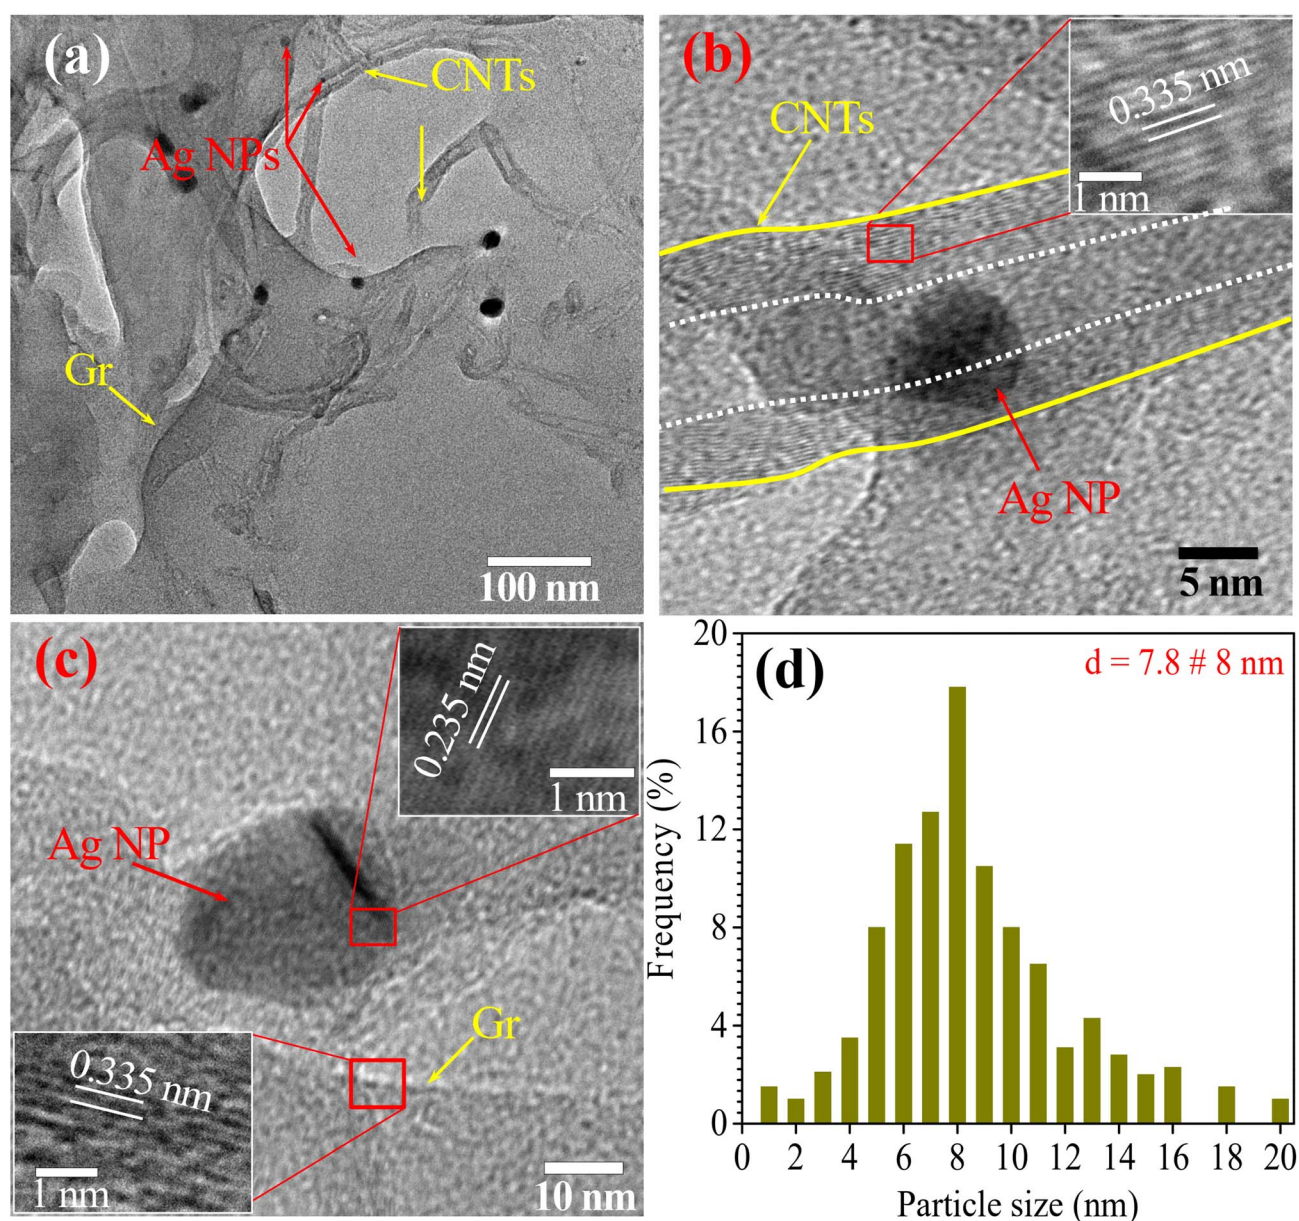 (a)
CNTs
Ag NPs
Gr
100 nm
(b)
CNTs
0.335 nm
1 nm
Ag NP
5 nm
(c)
0.235 nm
1 nm
Ag NP
Gr
0.335 nm
1 nm
10 nm
(d)
d = 7.8 # 8 nm
20
16
12
8
4
0
Frequency (%)
0 2 4 6 8 10 12 14 16 18 20
Particle size (nm)